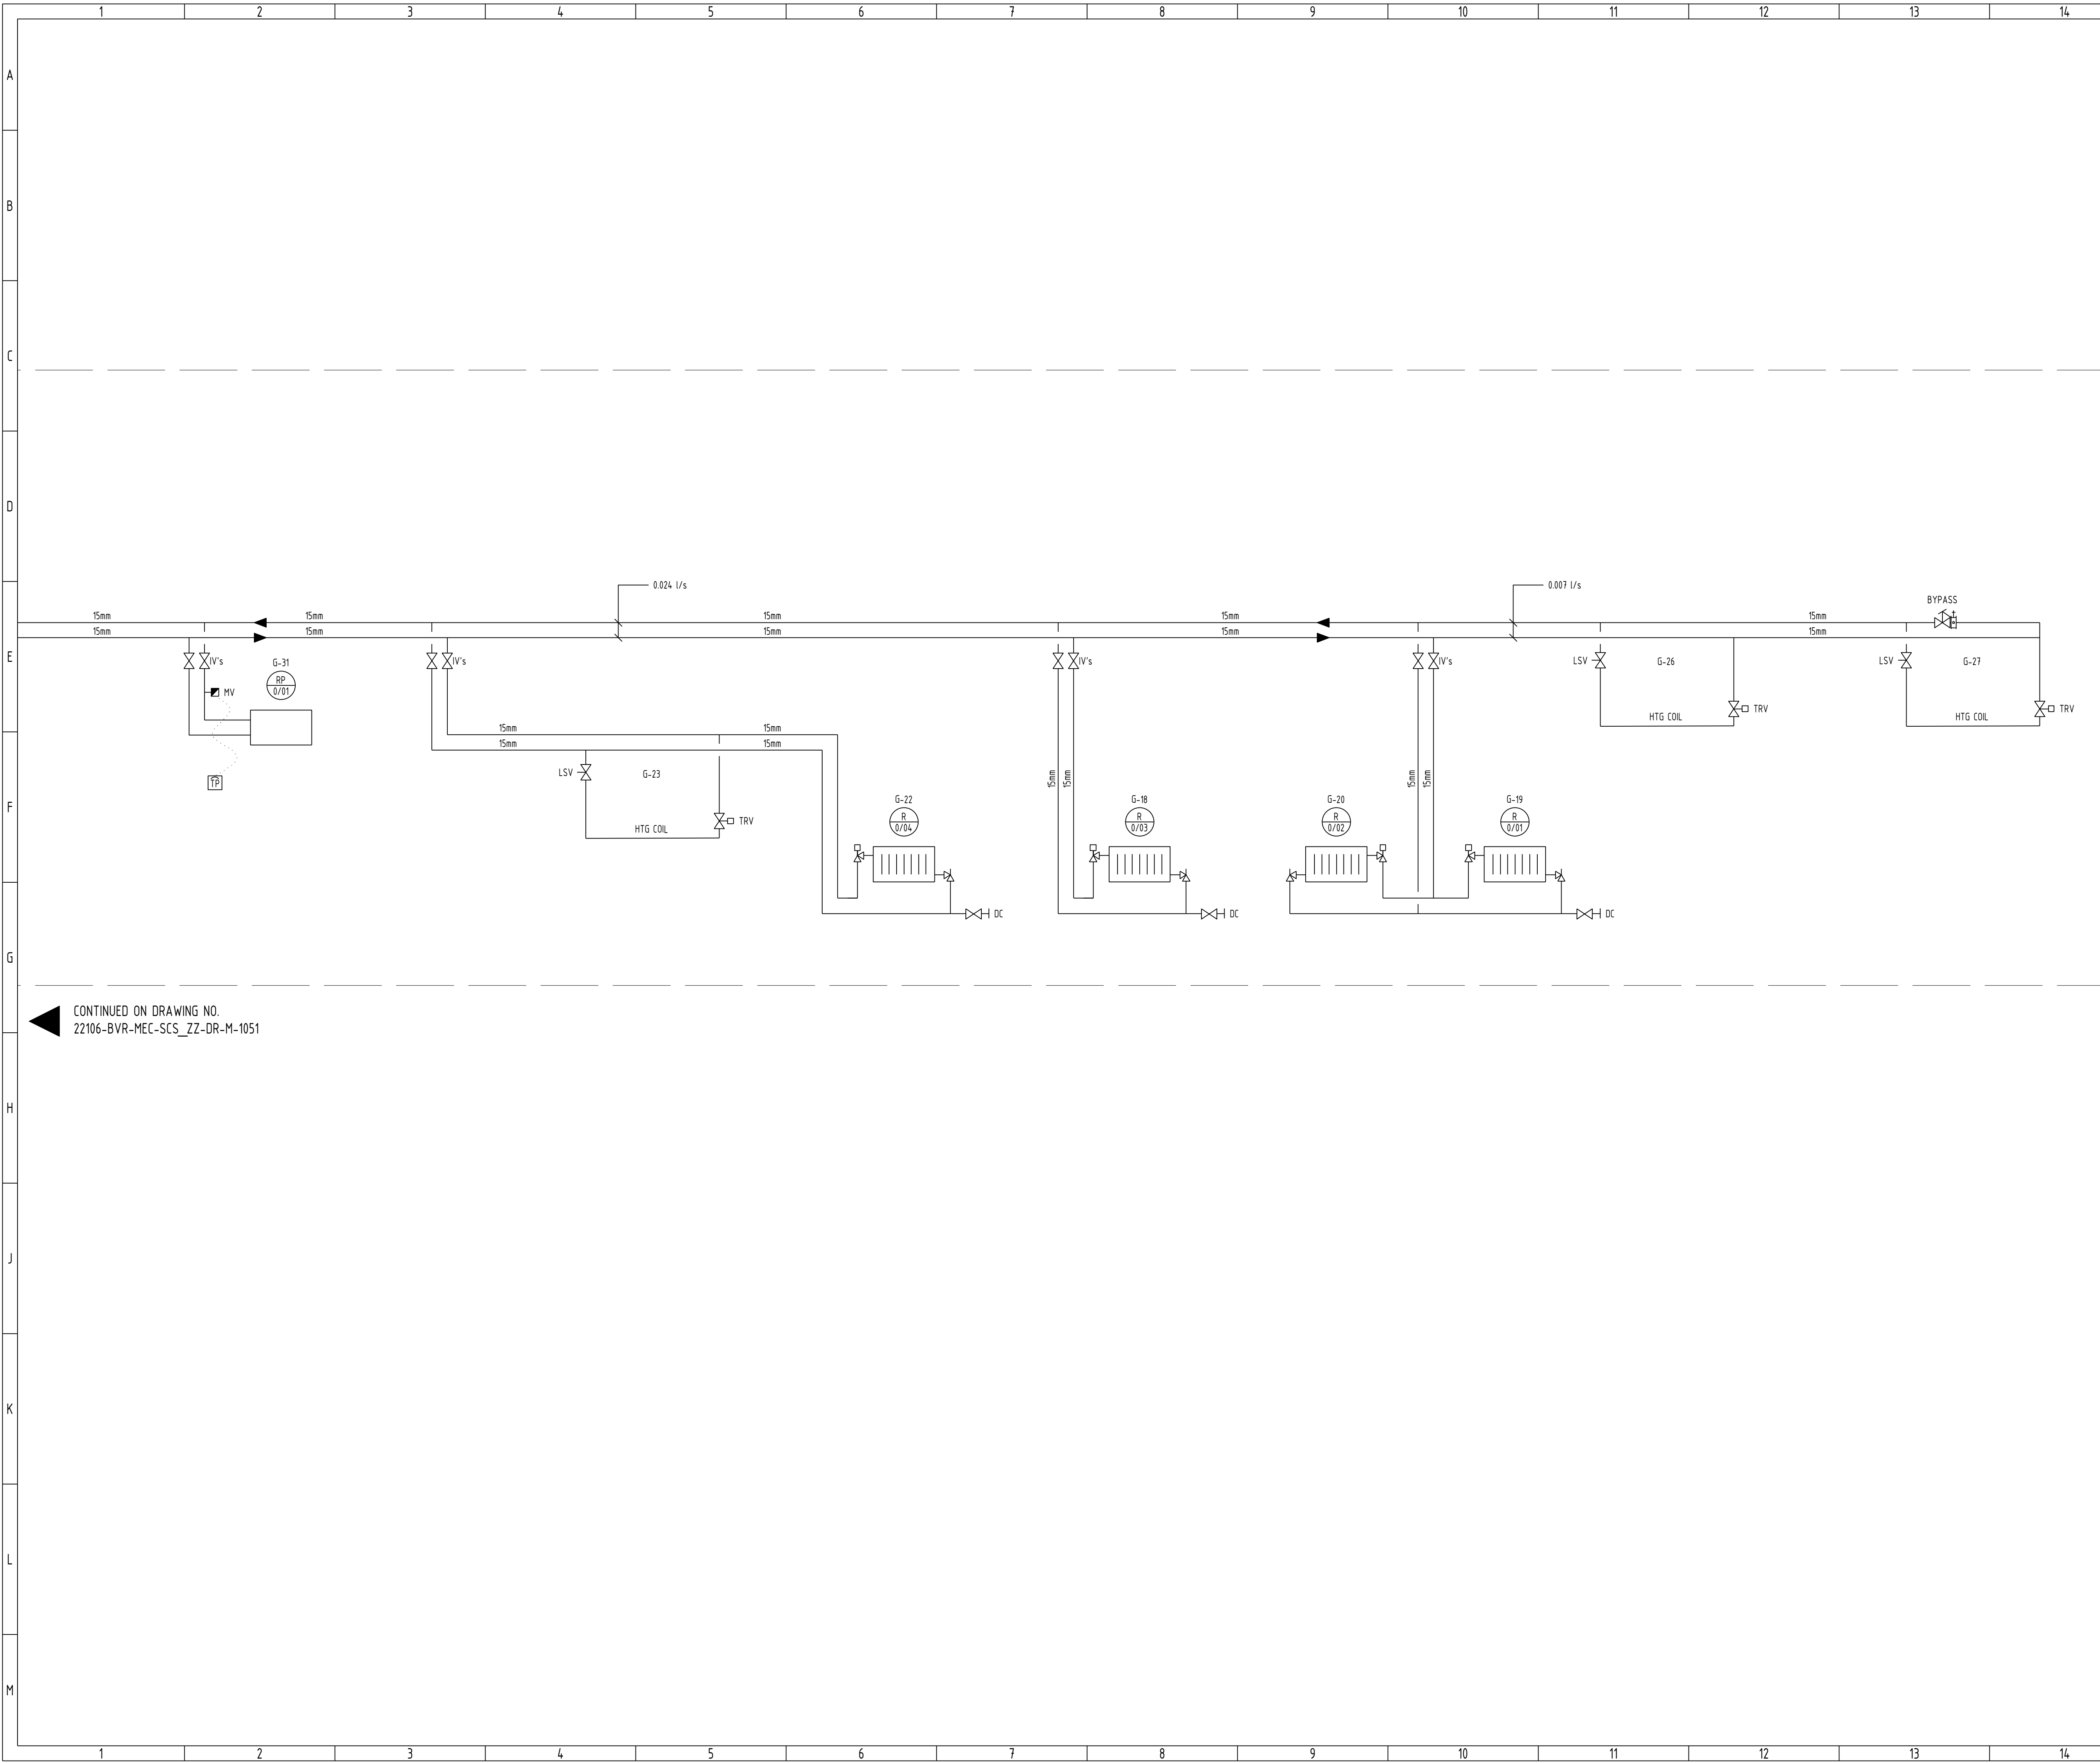 1 2 3 4 5 6 7 8 9 10 11 12 13 14
A
B
C
D
0.024 l/s 0.007 l/s
BYPASS
15mm 15mm 15mm 15mm 15mm
15mm 15mm 15mm 15mm 15mm
E
IV's G-31 IV's IV's IV's LSV G-26 LSV G-27
RP
0/01
MV
TRV TRV
HTG COIL HTG COIL
15mm 15mm
15mm 15mm
LSV G-23
TP
15mm 15mm 15mm 15mm
G-22 G-18 G-20 G-19
F
R R R R
0/04 0/03 0/02 0/01
TRV
HTG COIL
DC DC DC
G
CONTINUED ON DRAWING NO.
22106-BVR-MEC-SCS_ZZ-DR-M-1051
H
J
K
L
M
1 2 3 4 5 6 7 8 9 10 11 12 13 14